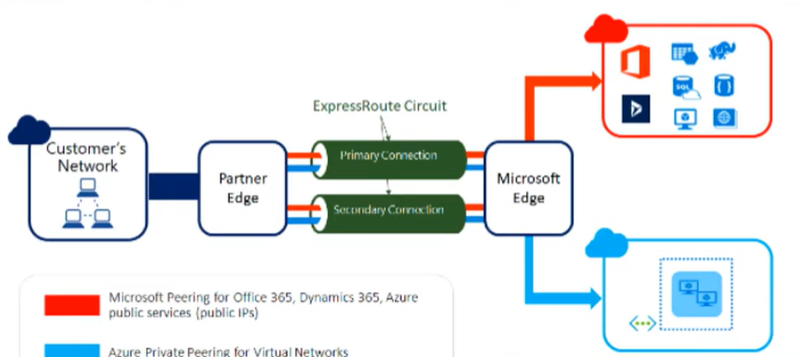 ExpressRoute Circuit
Customer's
Network
Partner
Edge
Primary Connection
Secondary Connection
Microsoft
Edge
SQL
Microsoft Peering for Office 365, Dynamics 365, Azure
public services (public IPs)
Azure Private Peering for Virtual Networks